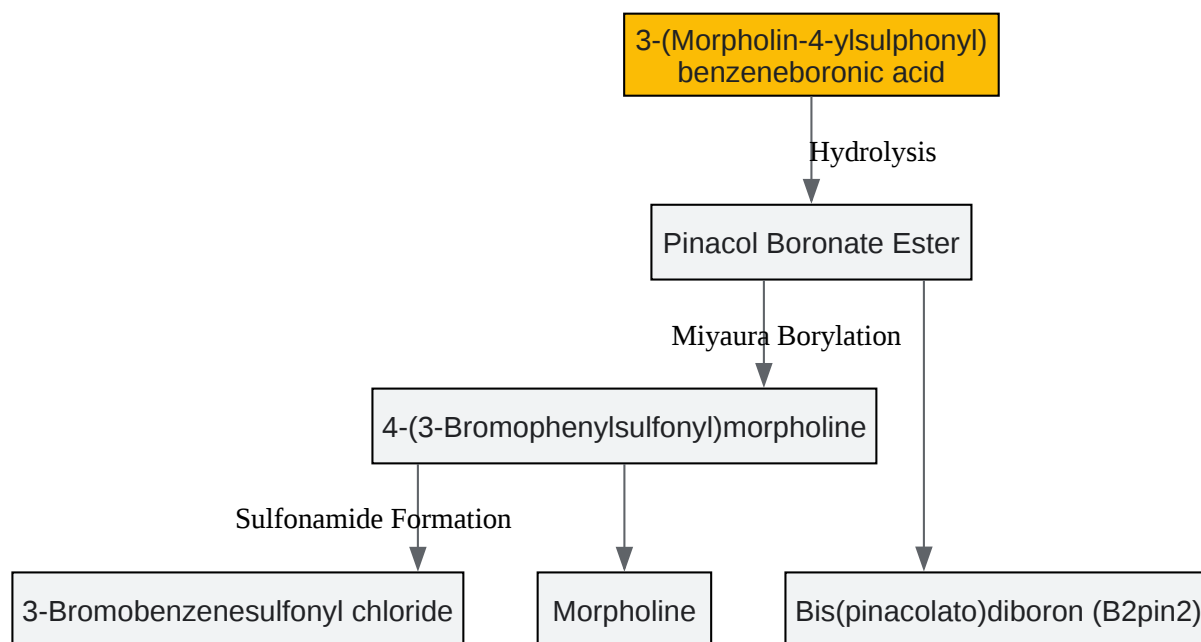 3-(Morpholin-4-ylsulphonyl)
benzeneboronic acid
Hydrolysis
Pinacol Boronate Ester
Miyaura Borylation
4-(3-Bromophenylsulfonyl)morpholine
Sulfonamide Formation
3-Bromobenzenesulfonyl chloride
Morpholine
Bis(pinacolato)diboron (B2pin2)